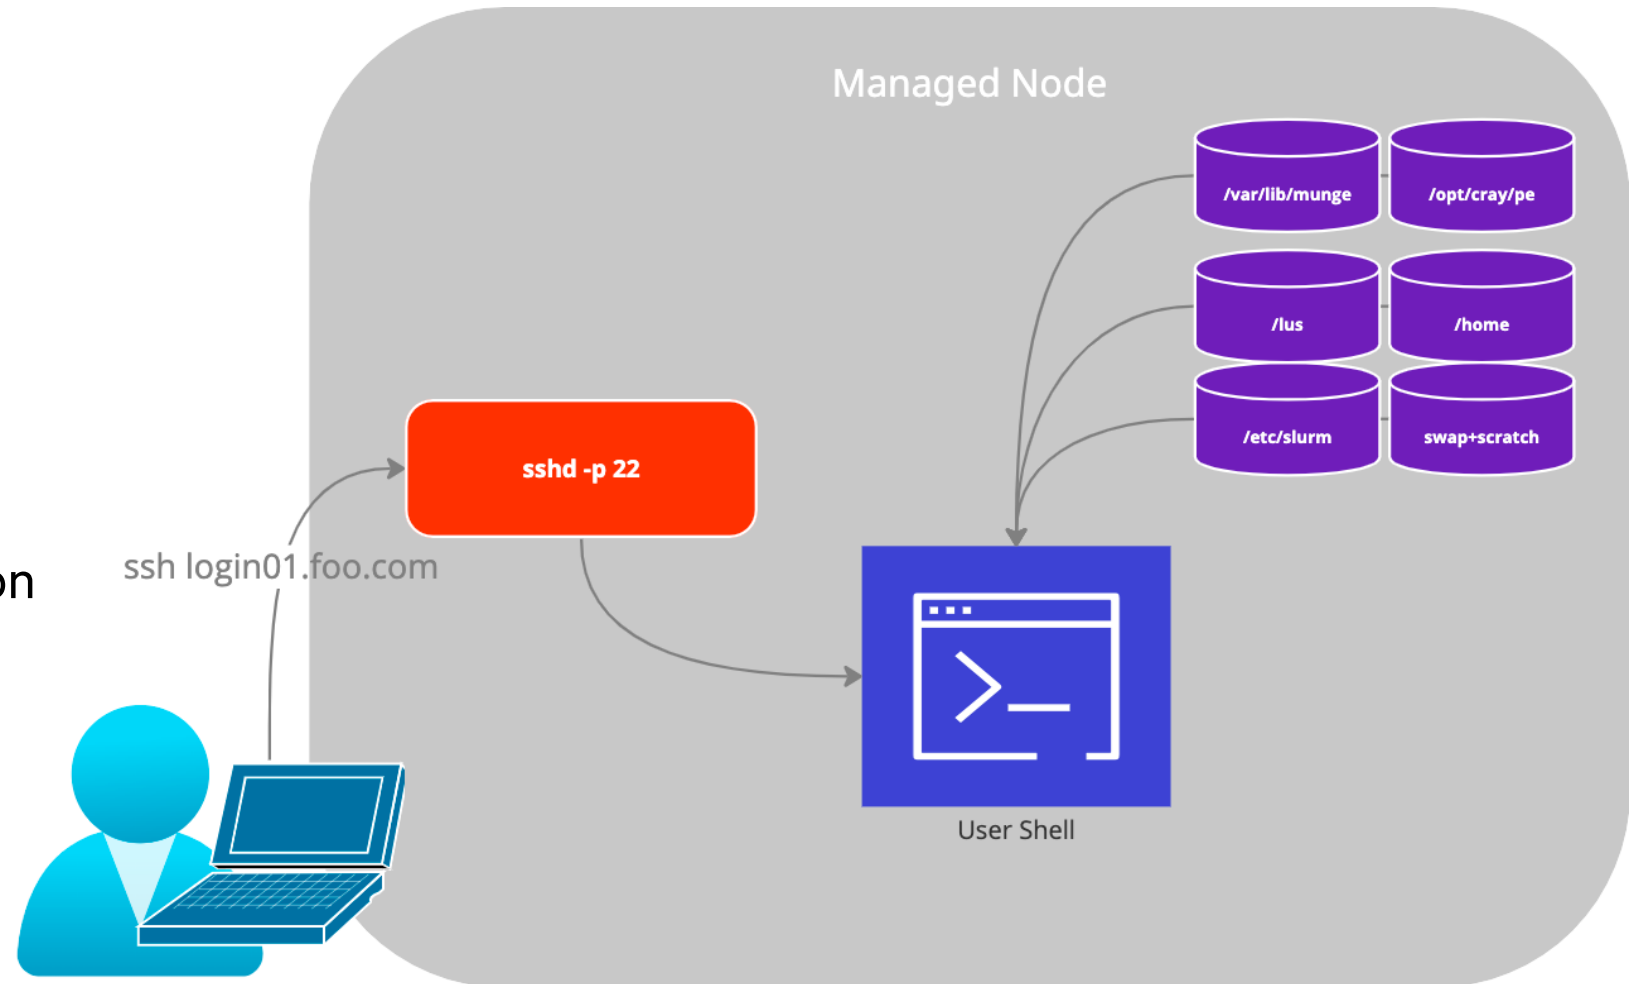 Managed Node
/var/lib/munge
/opt/cray/pe
/lus
/home
/etc/slurm
swap+scratch
sshd -p 22
ssh login01.foo.com
on
User Shell